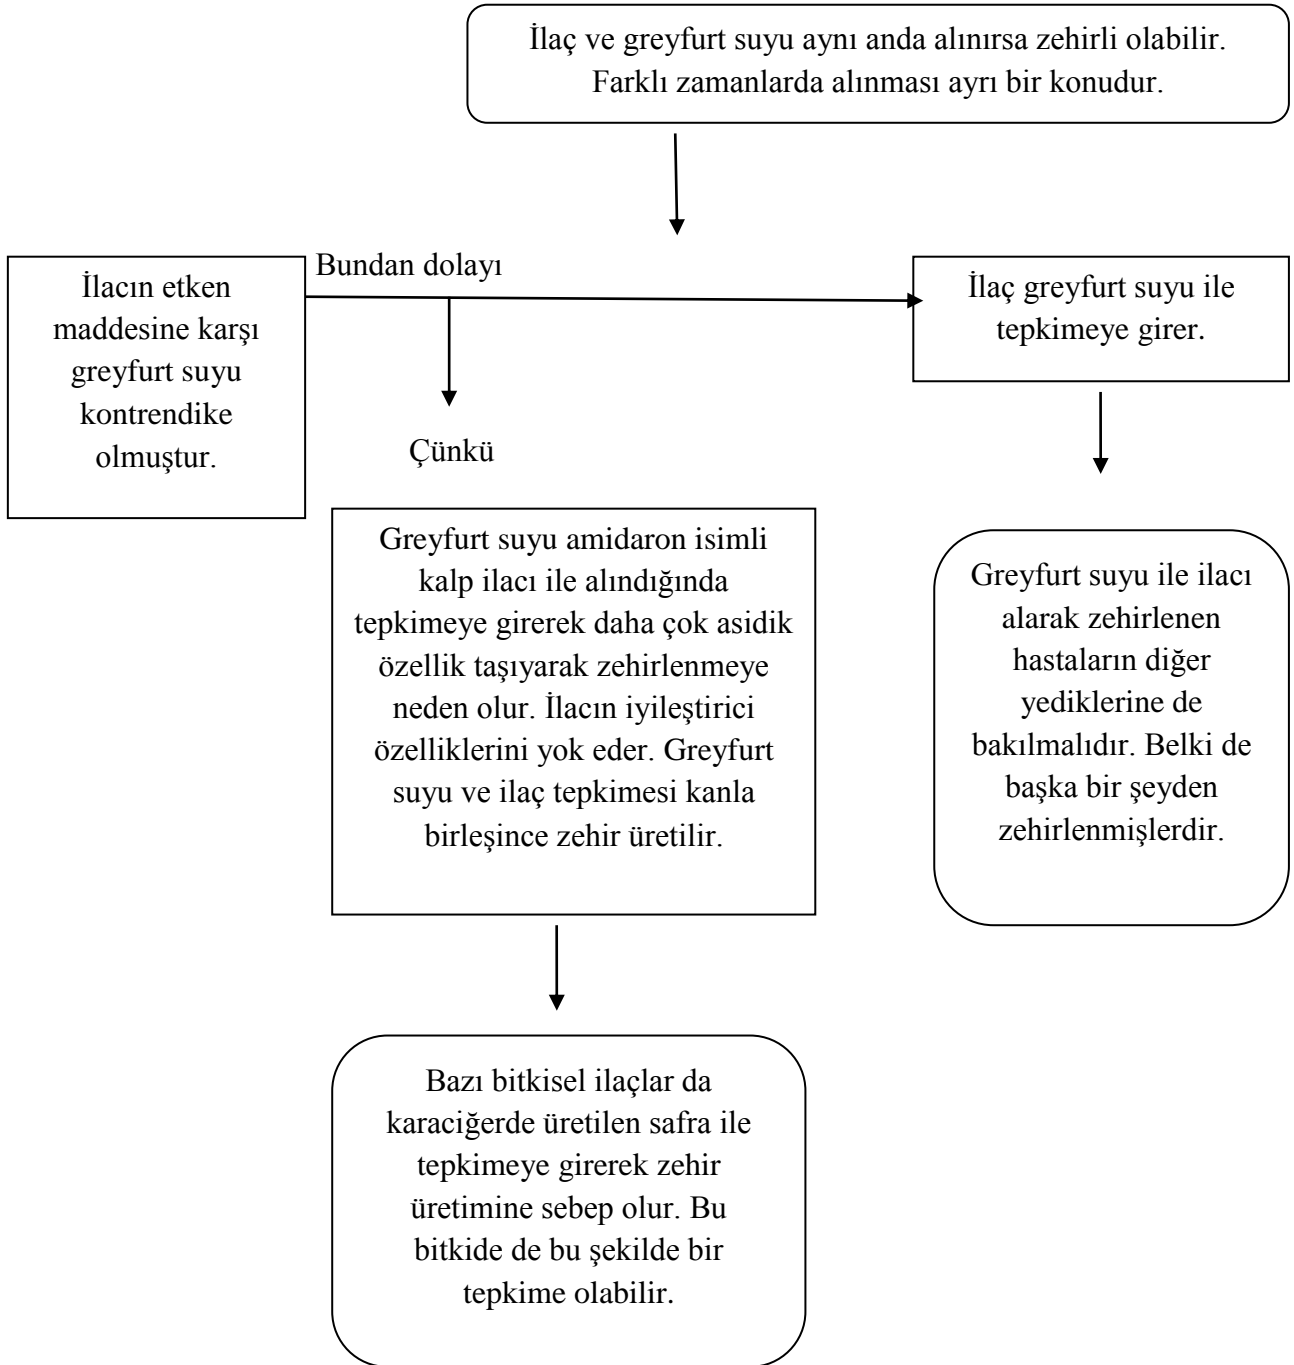 İlaç ve greyfurt suyu aynı anda alınırsa zehirli olabilir.
Farklı zamanlarda alınması ayrı bir konudur.
İlacın etken
maddesine karşı
greyfurt suyu
kontrendike
olmuştur.
Bundan dolayı
İlaç greyfurt suyu ile
tepkimeye girer.
Çünkü
Greyfurt suyu amidaron isimli
kalp ilacı ile alındığında
tepkimeye girerek daha çok asidik
özellik taşıyarak zehirlenmeye
neden olur. İlacın iyileştirici
özelliklerini yok eder. Greyfurt
suyu ve ilaç tepkimesi kanla
birleşince zehir üretilir.
Greyfurt suyu ile ilacı
alarak zehirlenen
hastaların diğer
yediklerine de
bakılmalıdır. Belki de
başka bir şeyden
zehirlenmişlerdir.
Bazı bitkisel ilaçlar da
karaciğerde üretilen safra ile
tepkimeye girerek zehir
üretimine sebep olur. Bu
bitkide de bu şekilde bir
tepkime olabilir.